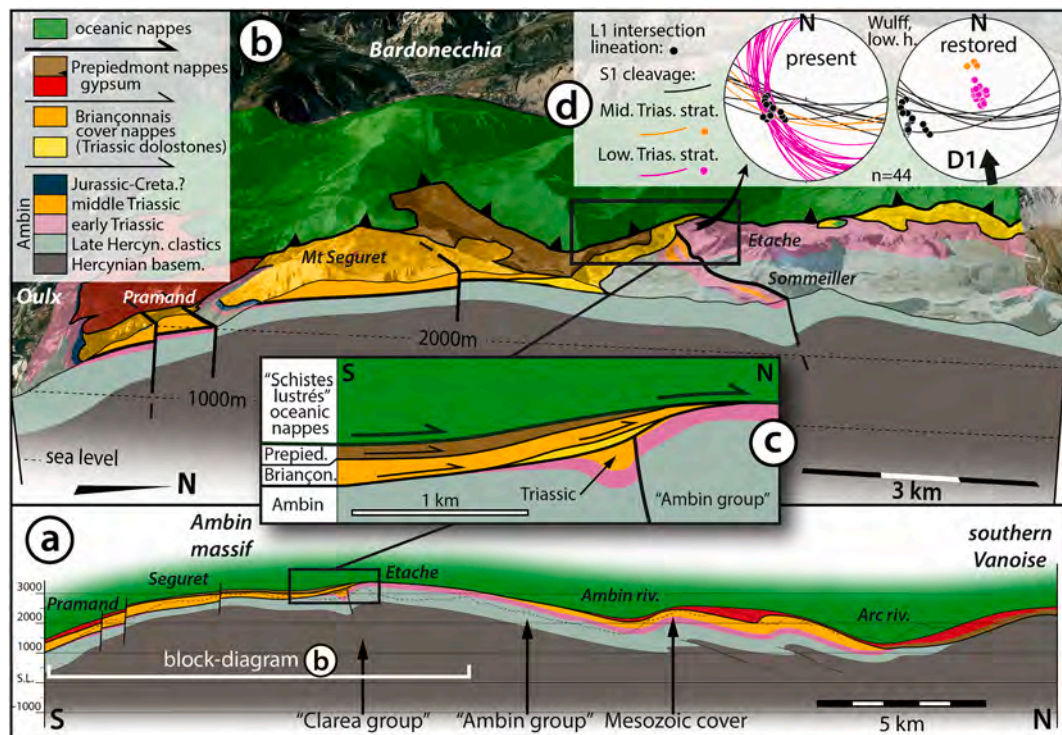 oceanic nappes
Prepiedmont nappes
gypsum
Briançonnais
cover nappes
(Triassic dolostones)
Ambin
Jurassic-Creta.?
middle Triassic
early Triassic
Late Hercyn. clastics
Hercynian basem.
b
Bardonecchia
d
L1 intersection
lineation:
S1 cleavage:
Mid. Trias. strat.
Low. Trias. strat.
N
present
Wulff,
low. h.
N
restored
D1
n=44
Oulx
Pramand
Mt Seguret
Etache
Sommeiller
2000m
1000m
sea level
N
3 km
S
N
"Schistes
lustrés"
oceanic
nappes
Prepied.
Briançon.
Ambin
1 km
Triassic
"Ambin group"
c
a
Ambin
massif
southern
Vanoise
Pramand
Seguret
Etache
Ambin riv.
Arc riv.
3000
2000
1000
S.L.
-1000
block-diagram b
S
"Clarea group"
"Ambin group"
Mesozoic cover
5 km
N